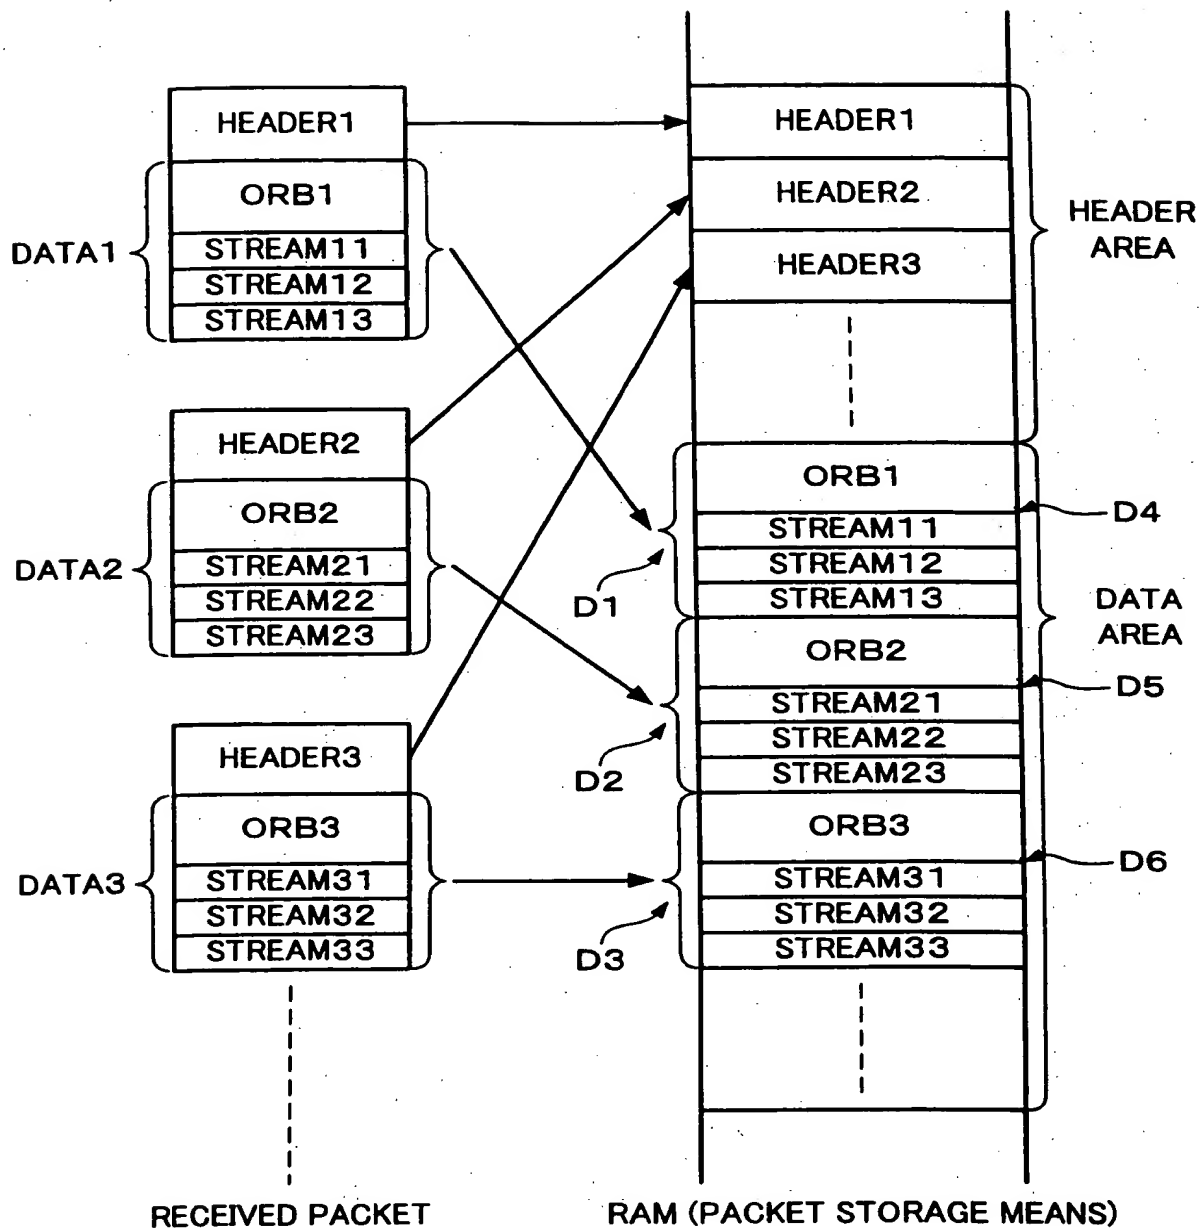 HEADER1
ORB1
DATA1
STREAM11
STREAM12
STREAM13
HEADER2
ORB2
DATA2
STREAM21
STREAM22
STREAM23
HEADER3
ORB3
DATA3
STREAM31
STREAM32
STREAM33
RECEIVED PACKET
HEADER1
HEADER2
HEADER3
HEADER
AREA
ORB1
D4
STREAM11
STREAM12
STREAM13
D1
DATA
AREA
ORB2
D5
STREAM21
STREAM22
STREAM23
D2
ORB3
D6
STREAM31
STREAM32
STREAM33
D3
RAM (PACKET STORAGE MEANS)